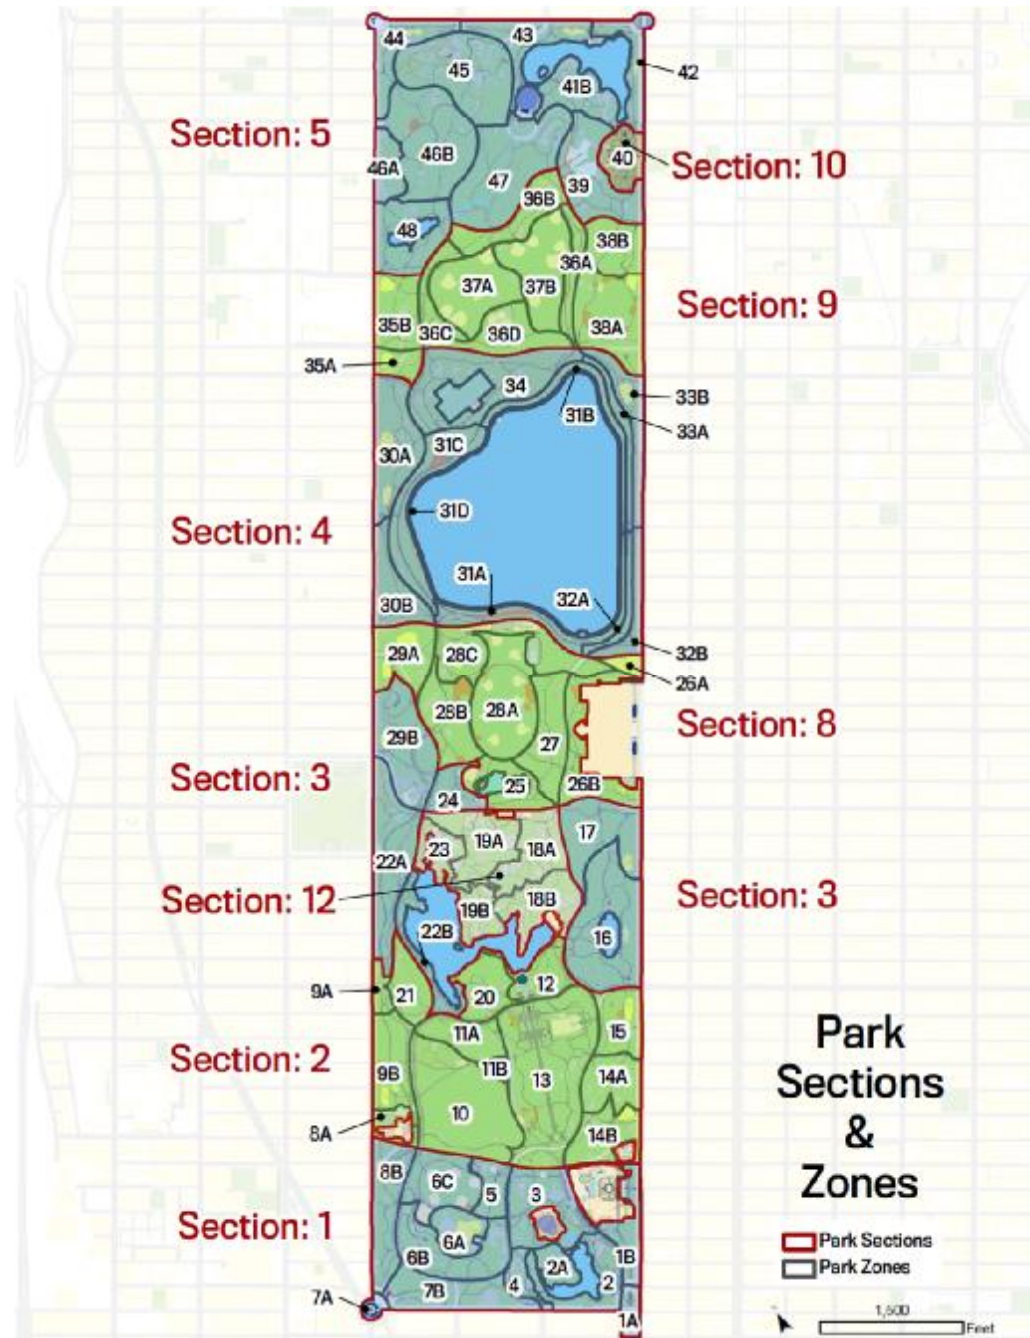 44
43
42
45
41B
Section: 5
46B
40
46A
Section: 10
47
39
36B
48
38B
36A
37A
37B
Section: 9
35B
36C
36D
38A
35A
34
33B
31B
33A
31C
30A
31D
Section: 4
31A
32A
30B
32B
29A
28C
26A
28B
28A
Section: 8
29B
27
Section: 3
25
26B
24
17
19A
23
18A
22A
Section: 12
18B
Section: 3
19B
22B
16
12
9A
21
20
15
11A
Section: 2
11B
9B
13
14A
10
8A
14B
8B
6C
5
3
Section: 1
6A
6B
1B
2A
7B
4
2
7A
1A
Park
Sections
&
Zones
Park Sections
Park Zones
1,500
Feet